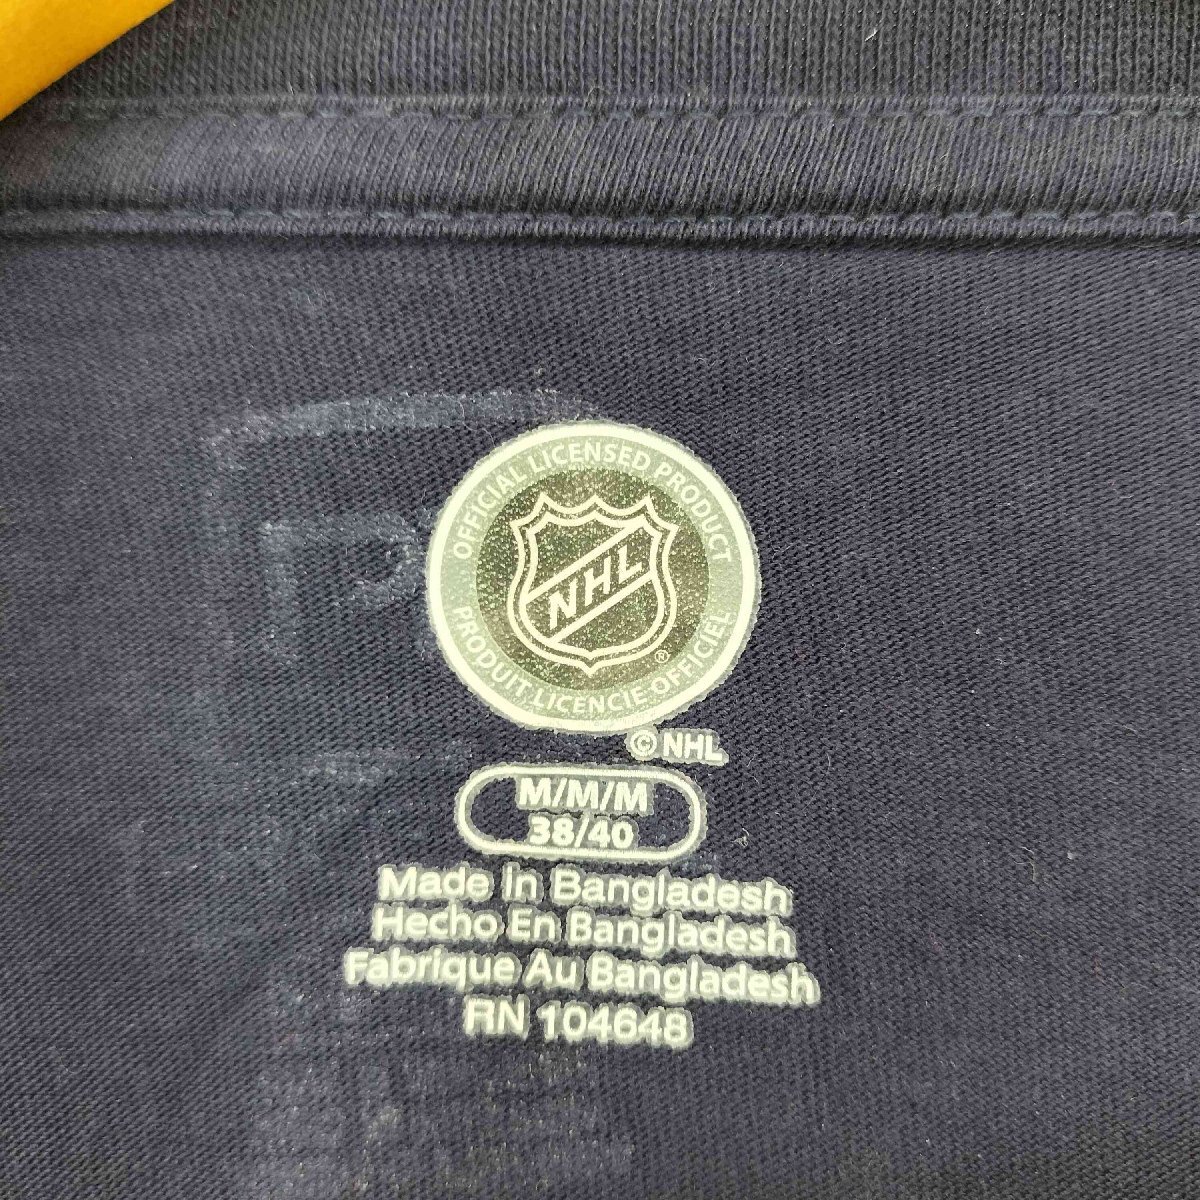 OFFICIAL LICENSED PRODUCT
NHL
®
PRODUIT LICENCIE OFFICIEL
© NHL
M/M/M
38/40
Made In Bangladesh
Hecho En Bangladesh
Fabrique Au Bangladesh
RN 104648